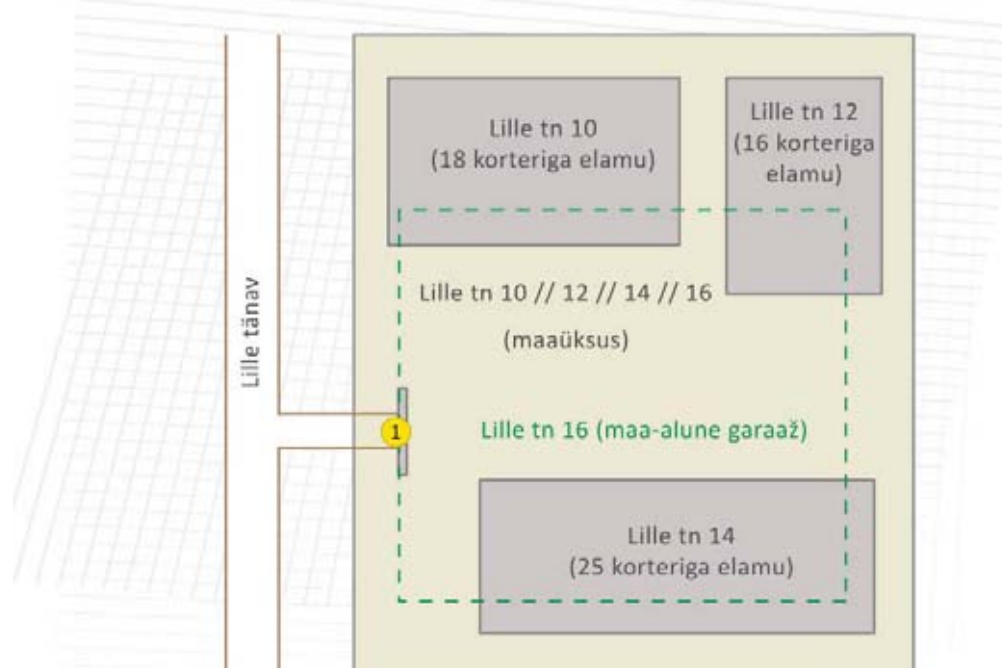 Lille tn 10
(18 korteriga elamu)
Lille tn 12
(16 korteriga
elamu)
Lille tänav
Lille tn 10 // 12 // 14 // 16
(maaüksus)
1
Lille tn 16 (maa-alune garaaž)
Lille tn 14
(25 korteriga elamu)